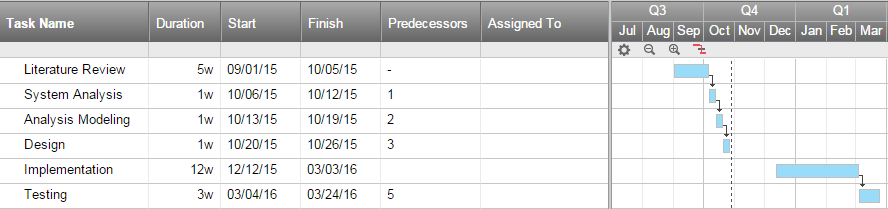 Q3 Q4 Q1
Task Name Duration Start Finish Predecessors Assigned To Jul Aug Sep Oct Nov Dec Jan Feb Mar
Literature Review 5w 09/01/15 10/05/15 -
System Analysis 1w 10/06/15 10/12/15 1
Analysis Modeling 1w 10/13/15 10/19/15 2
Design 1w 10/20/15 10/26/15 3
Implementation 12w 12/12/15 03/03/16
Testing 3w 03/04/16 03/24/16 5